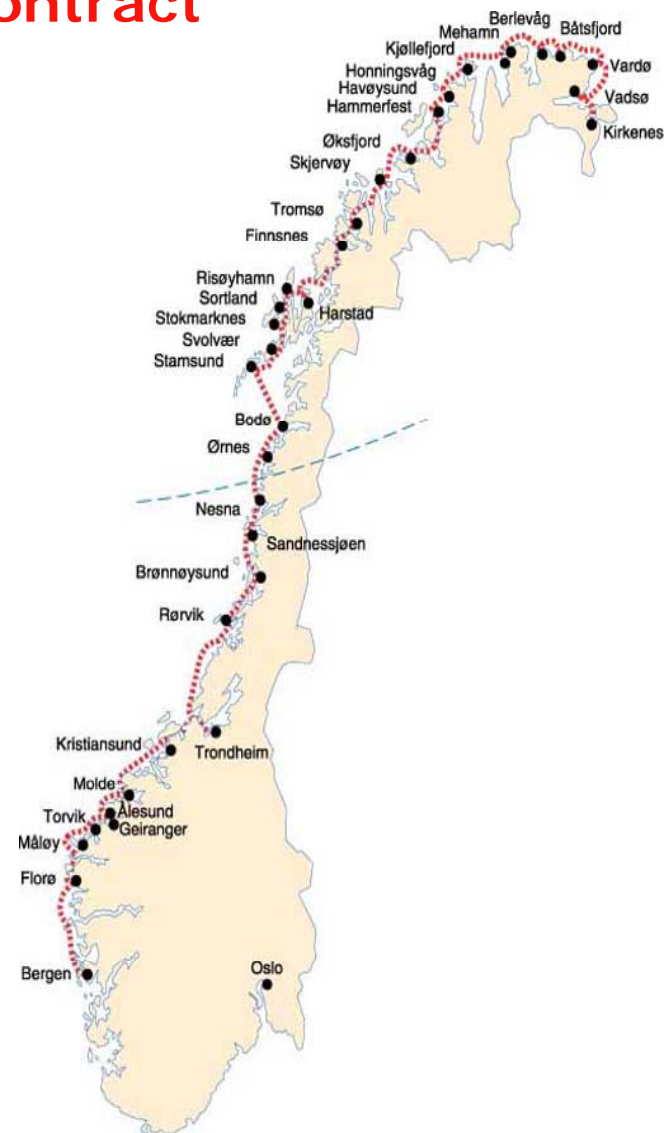 ontract
Berlevåg
Mehamn
Båtsfjord
Kjøllefjord
Honningsvåg
Vardø
Havøysund
Vadsø
Hammerfest
Kirkenes
Øksfjord
Skjervøy
Tromsø
Finnsnes
Risøyhamn
Sortland
Harstad
Stokmarknes
Svolvær
Stamsund
Bodø
Ørnes
Nesna
Sandnessjøen
Brønnøysund
Rørvik
Kristiansund
Trondheim
Molde
Ålesund
Torvik
Geiranger
Måløy
Florø
Oslo
Bergen